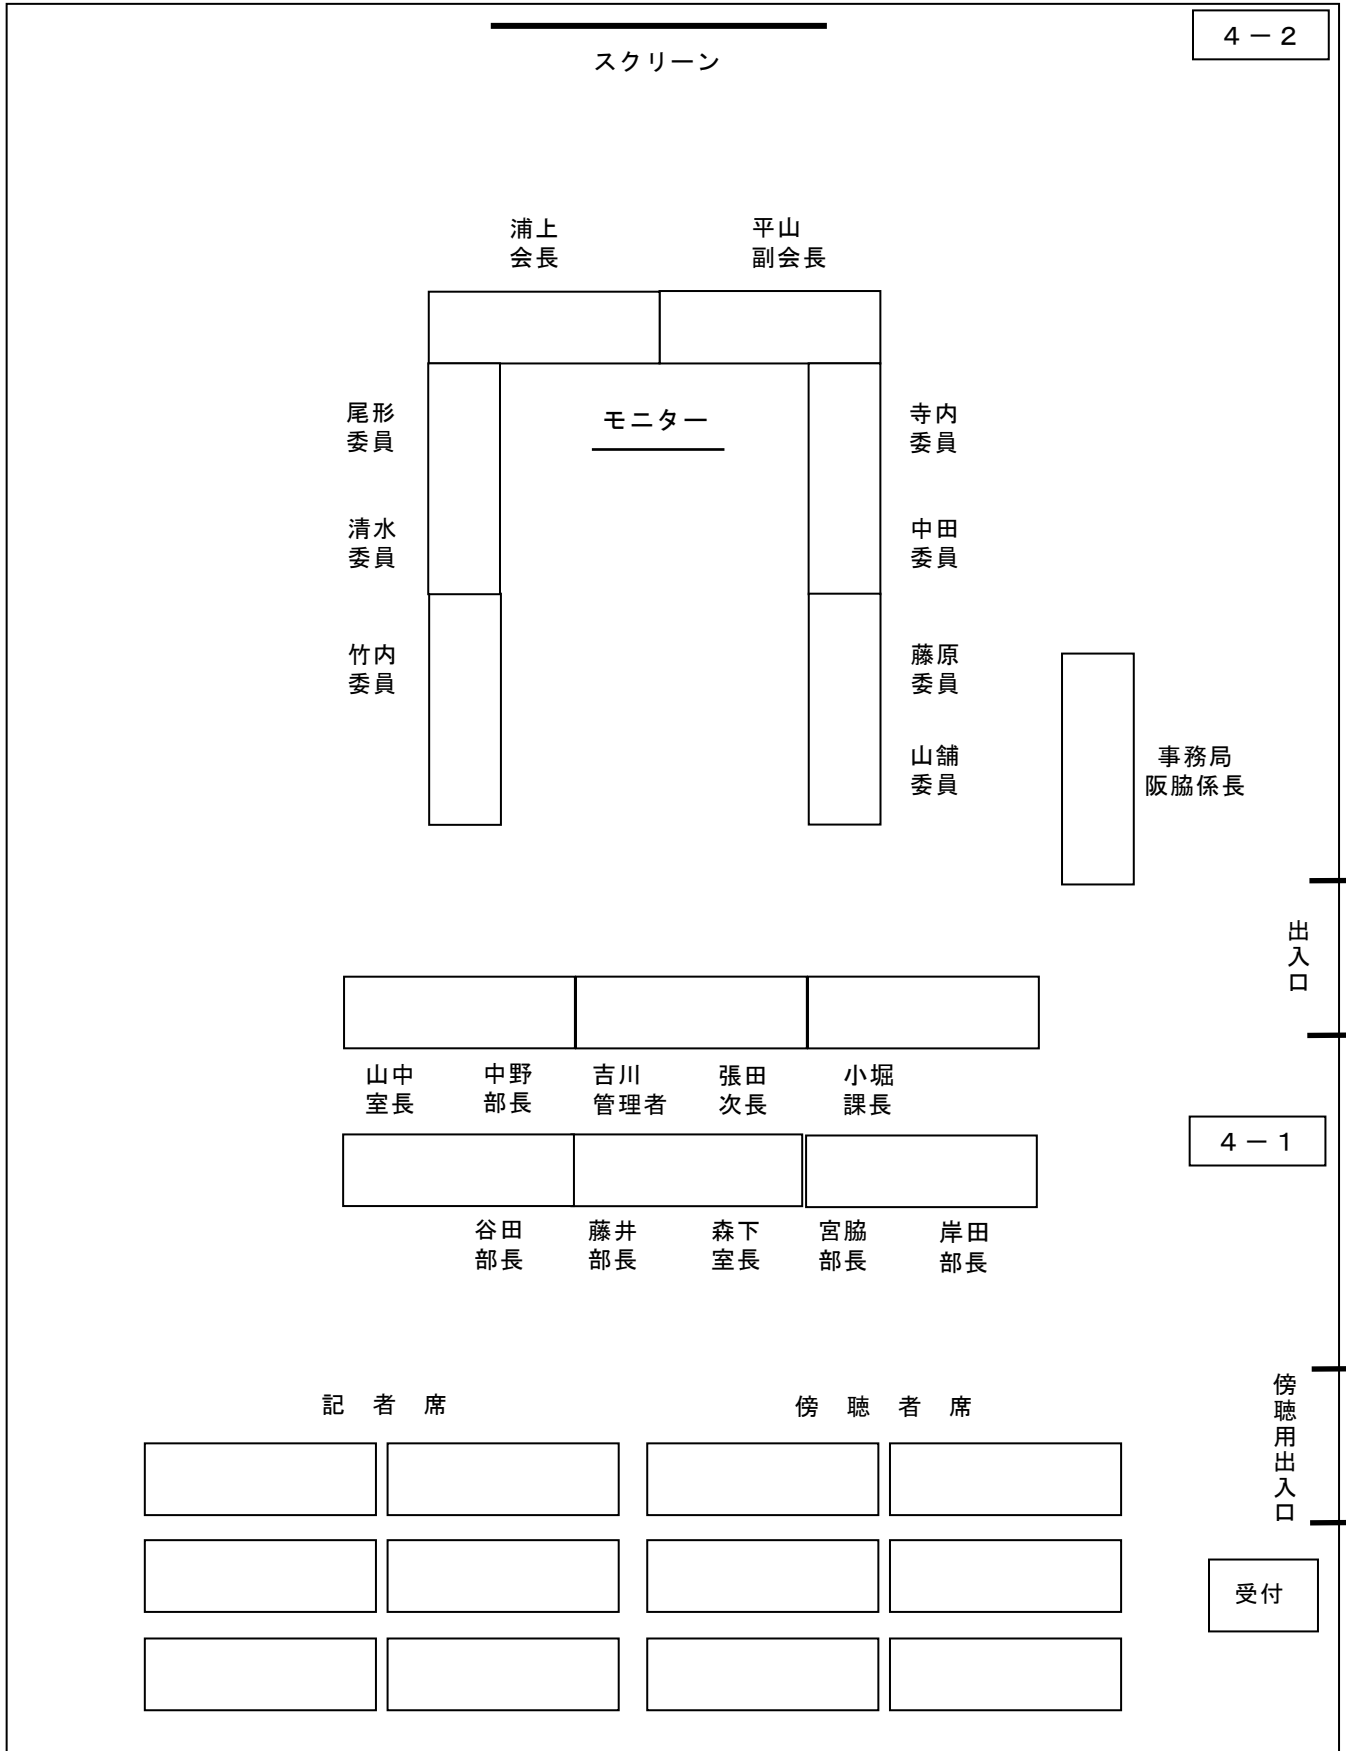 ４－２
スクリーン
浦上
会長
平山
副会長
尾形
委員
モニター
寺内
委員
清水
委員
中田
委員
竹内
委員
藤原
委員
山舗
委員
事務局
阪脇係長
出入口
山中
室長
中野
部長
吉川
管理者
張田
次長
小堀
課長
４－１
谷田
部長
藤井
部長
森下
室長
宮脇
部長
岸田
部長
記者席
傍聴者席
傍聴用出入口
受付